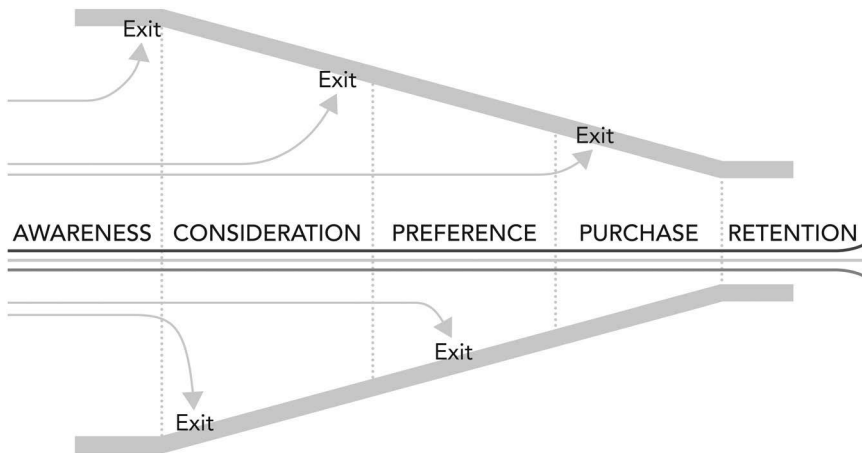 Exit
Exit
Exit
AWARENESS CONSIDERATION PREFERENCE PURCHASE RETENTION
Exit
Exit